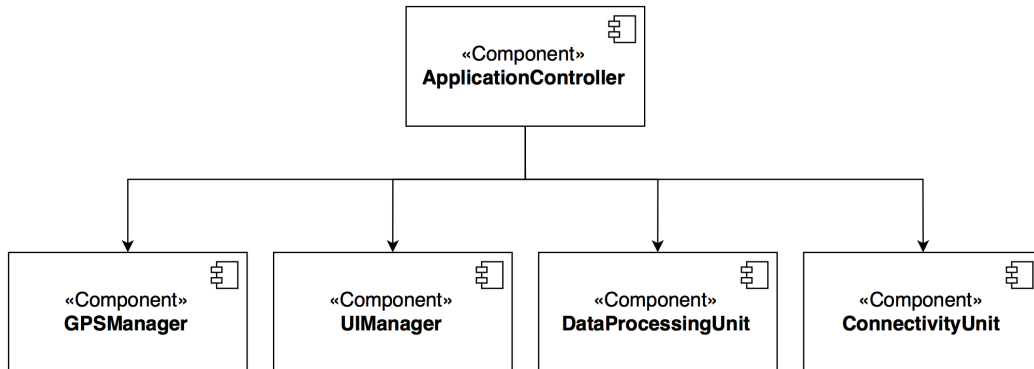 «Component»
ApplicationController
«Component»
GPSManager
«Component»
UIManager
«Component»
DataProcessingUnit
«Component»
ConnectivityUnit